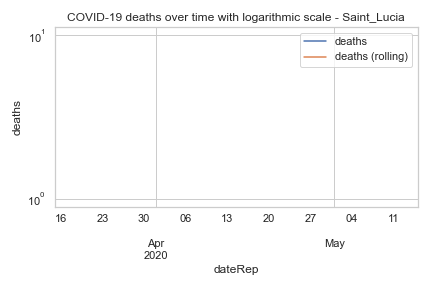 COVID-19 deaths over time with logarithmic scale - Saint_Lucia
deaths
deaths (rolling)
deaths
10¹
10⁰
16 23 30 06 13 20 27 04 11
Apr May
2020
dateRep